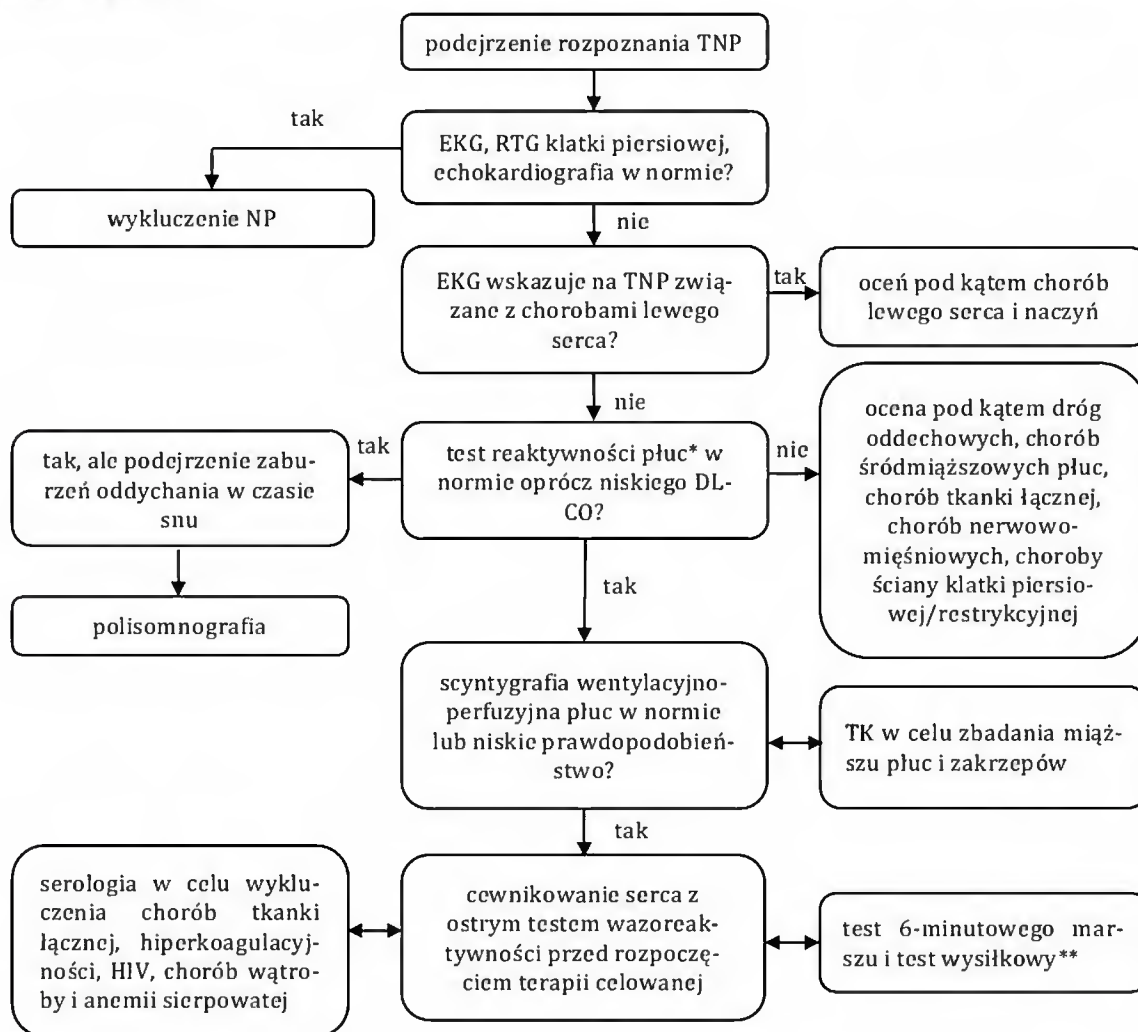 podejrzenie rozpoznania TNP
tak
EKG, RTG klatki piersiowej,
echokardiografia w normie?
wykluczenie NP
nie
EKG wskazuje na TNP zwią-
zane z chorobami lewego
serca?
tak
oceń pod kątem chorób
lewego serca i naczyń
nie
tak, ale podejrzenie zabu-
rzeń oddychania w czasie
snu
tak
test reaktywności płuc* w
normie oprócz niskiego DL-
CO?
nie
ocena pod kątem dróg
oddechowych, chorób
śródmiąższowych płuc,
chorób tkanki łącznej,
chorób nerwowo-
mięśniowych, choroby
ściany klatki piersio-
wej/restrykcyjnej
polisomnografia
tak
scyntygrafia wentylacyjno-
perfuzyjna płuc w normie
lub niskie prawdopodobień-
stwo?
TK w celu zbadania miąż-
szu płuc i zakrzepów
tak
serologia w celu wyklu-
czenia chorób tkanki
łącznej, hiperkoagulacyj-
ności, HIV, chorób wątro-
by i anemii sierpowatej
cewnikowanie serca z
ostrym testem wazoreak-
tywności przed rozpoczę-
ciem terapii celowanej
test 6-minutowego mar-
szu i test wysiłkowy**